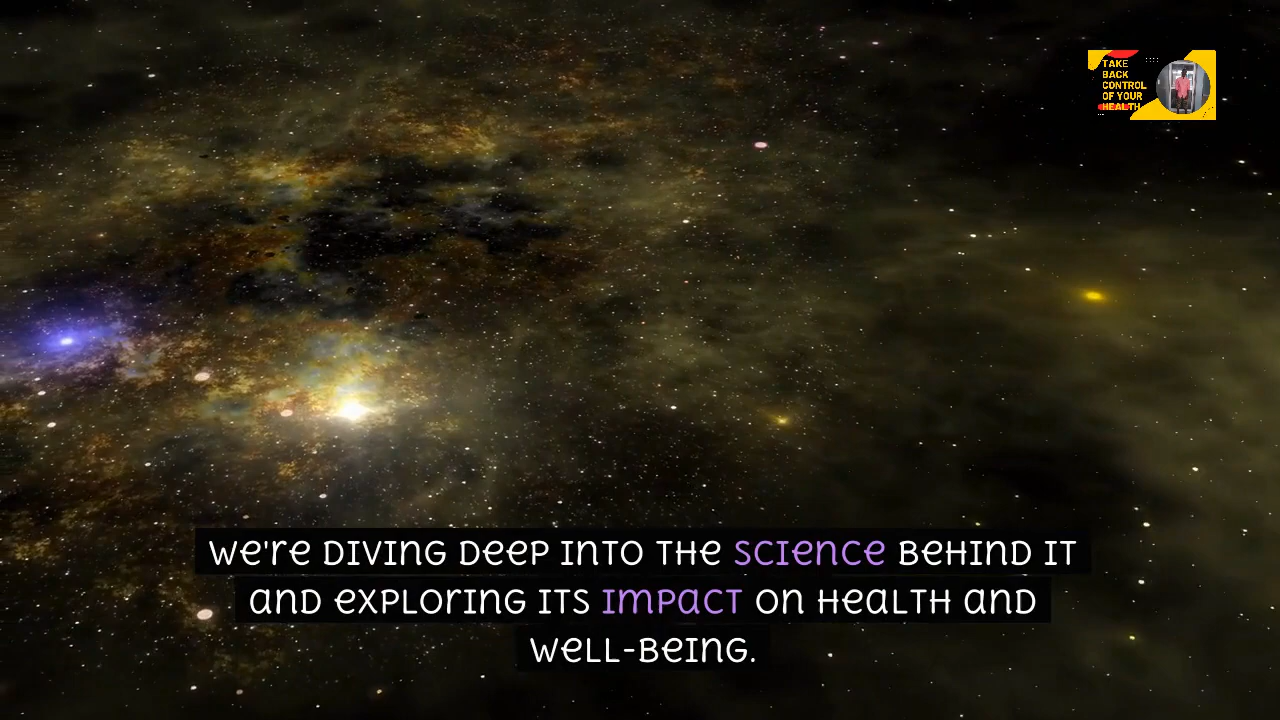 TAKE
BACK
CONTROL
OF YOUR
HEALTH
We're diving deep into the science behind it
and exploring its impact on health and
well-being.